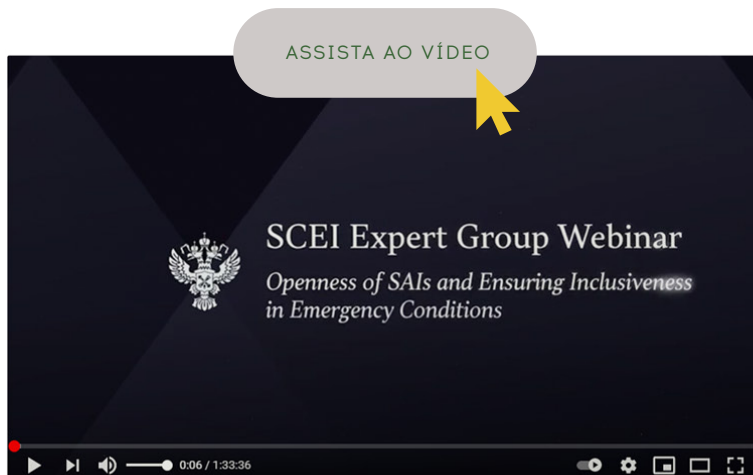 ASSISTA AO VÍDEO
SCEI Expert Group Webinar
Openness of SAIs and Ensuring Inclusiveness
in Emergency Conditions
0:06 / 1:33:36